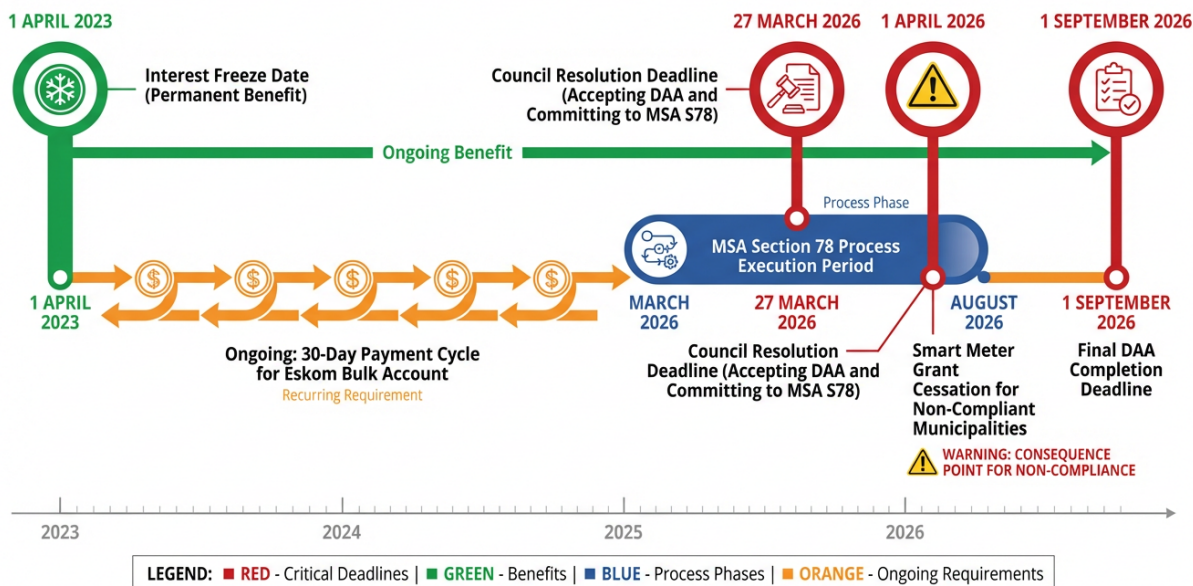 1 APRIL 2023
27 MARCH 2026
1 APRIL 2026
1 SEPTEMBER 2026
Interest Freeze Date
(Permanent Benefit)
Council Resolution Deadline
(Accepting DAA and
Committing to MSA S78)
Ongoing Benefit
Process Phase
MSA Section 78 Process
Execution Period
$ $ $ $ $
1 APRIL
2023
MARCH
2026
27 MARCH
2026
AUGUST
2026
1 SEPTEMBER
2026
Ongoing: 30-Day Payment Cycle
for Eskom Bulk Account
Recurring Requirement
Council Resolution
Deadline (Accepting DAA and
Committing to MSA S78)
Smart Meter
Grant
Cessation for
Non-Compliant
Municipalities
Final DAA
Completion
Deadline
WARNING: CONSEQUENCE
POINT FOR NON-COMPLIANCE
2023
2024
2025
2026
LEGEND: RED - Critical Deadlines | GREEN - Benefits | BLUE - Process Phases | ORANGE - Ongoing Requirements